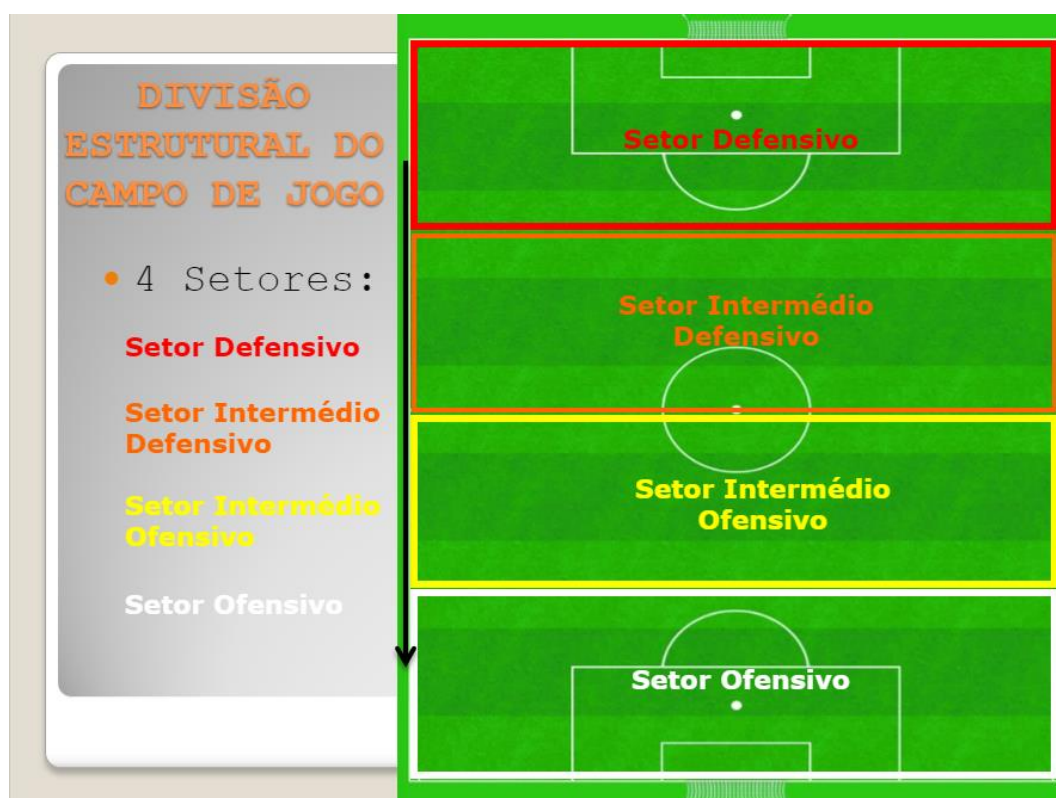 DIVISÃO
ESTRUTURAL DO
CAMPO DE JOGO
• 4 Setores:
Setor Defensivo
Setor Intermédio
Defensivo
Setor Intermédio
Ofensivo
Setor Ofensivo
Setor Defensivo
Setor Intermédio
Defensivo
Setor Intermédio
Ofensivo
Setor Ofensivo